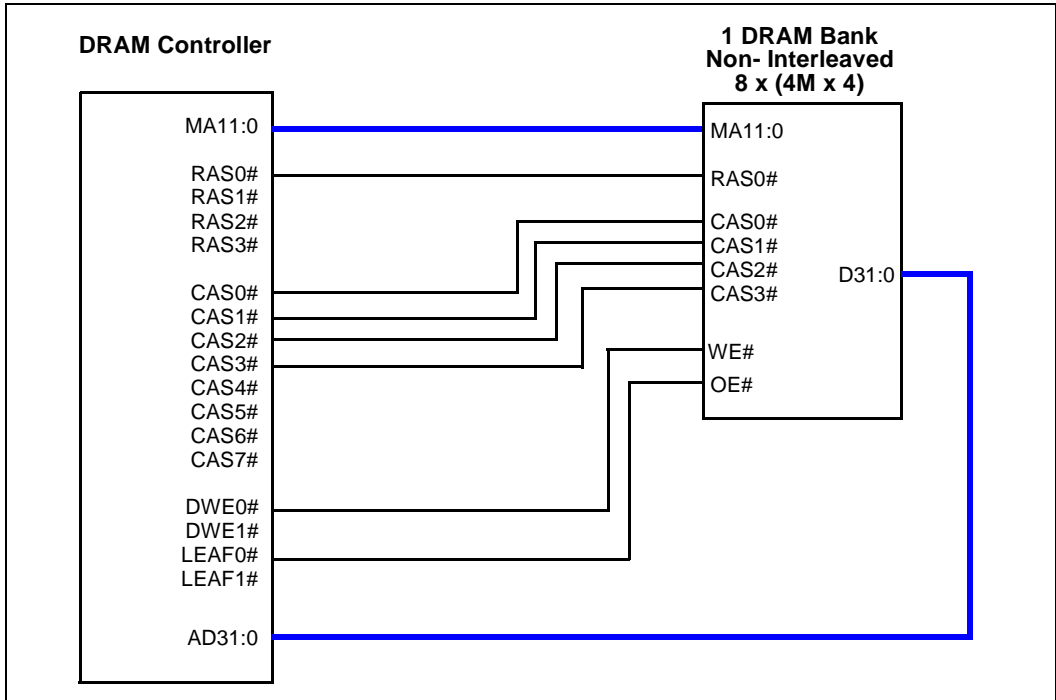 DRAM Controller
MA11:0
RAS0#
RAS1#
RAS2#
RAS3#
CAS0#
CAS1#
CAS2#
CAS3#
CAS4#
CAS5#
CAS6#
CAS7#
DWE0#
DWE1#
LEAF0#
LEAF1#
AD31:0
1 DRAM Bank
Non- Interleaved
8 x (4M x 4)
MA11:0
RAS0#
CAS0#
CAS1#
CAS2#
CAS3#
D31:0
WE#
OE#